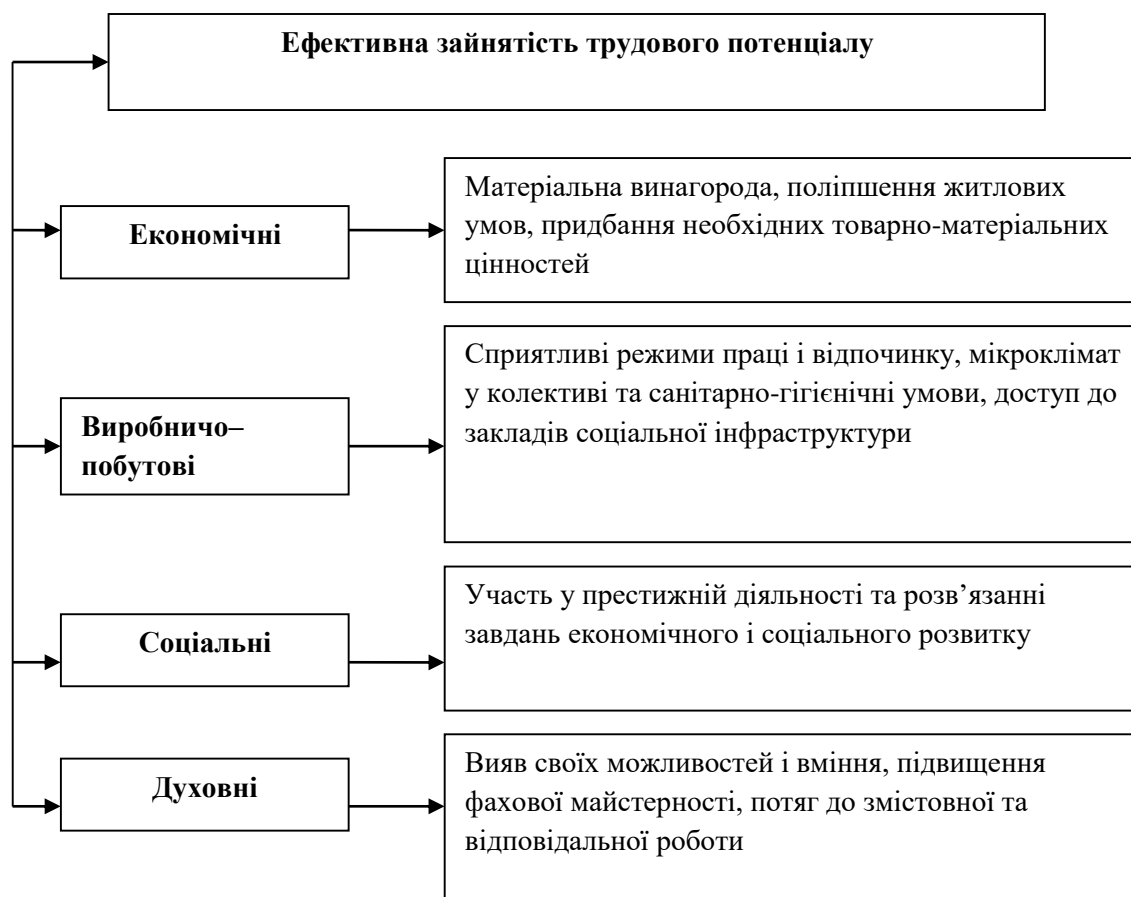 Ефективна зайнятість трудового потенціалу
Економічні
Матеріальна винагорода, поліпшення житлових
умов, придбання необхідних товарно-матеріальних
цінностей
Виробничо–
побутові
Сприятливі режими праці і відпочинку, мікроклімат
у колективі та санітарно-гігієнічні умови, доступ до
закладів соціальної інфраструктури
Соціальні
Участь у престижній діяльності та розв’язанні
завдань економічного і соціального розвитку
Духовні
Вияв своїх можливостей і вміння, підвищення
фахової майстерності, потяг до змістовної та
відповідальної роботи